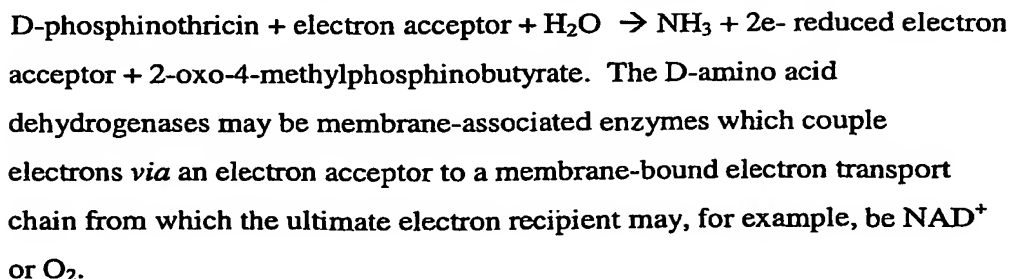 D-phosphinothricin + electron acceptor + H₂O → NH₃ + 2e- reduced electron
acceptor + 2-oxo-4-methylphosphinobutyrate. The D-amino acid
dehydrogenases may be membrane-associated enzymes which couple
electrons via an electron acceptor to a membrane-bound electron transport
chain from which the ultimate electron recipient may, for example, be NAD⁺
or O₂.